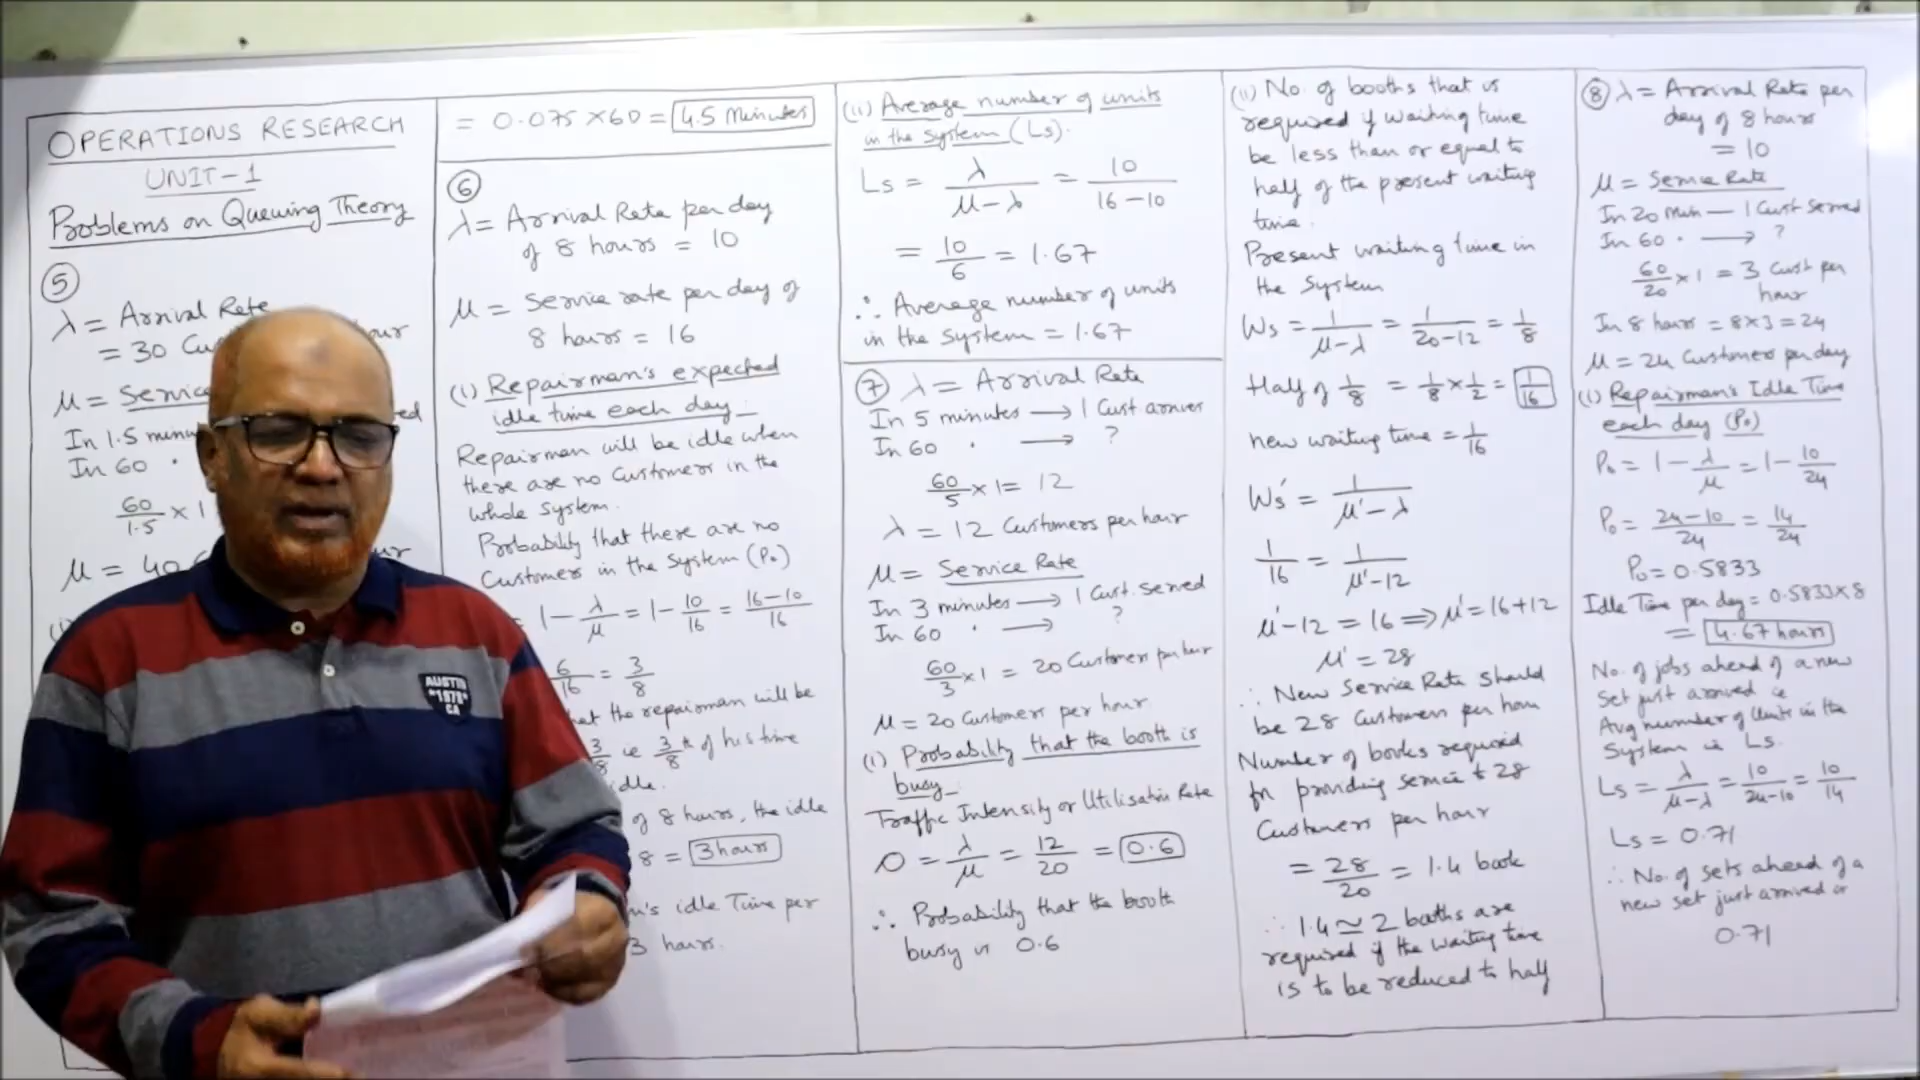 OPERATIONS RESEARCH
UNIT-1
Problems on Queuing Theory
⑤
λ = Arrival Rate
= 30
μ = Service
In 1.5
In 60
60/1.5 × 1
μ = 40
= 0.075 × 60 = 4.5 Minutes
⑥
λ = Arrival Rate per day
of 8 hours = 10
μ = Service rate per day of
8 hours = 16
(i) Repairman's expected
idle time each day
Repairman will be idle when
there are no customers in the
whole system.
Probability that there are no
Customers in the System (P₀)
= 1 - λ/μ = 1 - 10/16 = (16-10)/16
6/16 = 3/8
the repairman will be
3/8 ie 3/8th of his time
idle.
of 8 hours, the idle
8 = 3 hours
idle Time per
3 hours.
(ii) Average number of units
in the system (Ls).
Ls = λ/(μ-λ) = 10/(16-10)
= 10/6 = 1.67
∴ Average number of units
in the system = 1.67
⑦ λ = Arrival Rate
In 5 minutes → 1 Cust arrives
In 60 " → ?
60/5 × 1 = 12
λ = 12 Customers per hour
μ = Service Rate
In 3 minutes → 1 Cust. served
In 60 " → ?
60/3 × 1 = 20 Customer per hour
μ = 20 Customers per hour
(i) Probability that the booth is
busy
Traffic Intensity or Utilisation Rate
ρ = λ/μ = 12/20 = 0.6
∴ Probability that the booth
busy is 0.6
(ii) No. of booths that is
required if waiting time
be less than or equal to
half of the present waiting
time.
Present waiting time in
the System
Ws = 1/(μ-λ) = 1/(20-12) = 1/8
Half of 1/8 = 1/8 × 1/2 = 1/16
new waiting time = 1/16
Ws' = 1/(μ'-λ)
1/16 = 1/(μ'-12)
μ'-12 = 16 ⇒ μ' = 16+12
μ' = 28
∴ New Service Rate should
be 28 Customers per hour
Number of books required
for providing service to 28
Customers per hour
= 28/20 = 1.4 book
∴ 1.4 ≃ 2 booths are
required if the waiting time
is to be reduced to half
⑧ λ = Arrival Rate per
day of 8 hours
= 10
μ = Service Rate
In 20 Min — 1 Cust served
In 60 " → ?
60/20 × 1 = 3 Cust per
hour
In 8 hours = 8×3 = 24
μ = 24 Customers per day
(i) Repairman's Idle Time
each day (P₀)
P₀ = 1 - λ/μ = 1 - 10/24
P₀ = (24-10)/24 = 14/24
P₀ = 0.5833
Idle Time per day = 0.5833 × 8
= 4.67 hours
No. of jobs ahead of a new
set just arrived ie
Avg number of Units in the
System ie Ls.
Ls = λ/(μ-λ) = 10/(24-10) = 10/14
Ls = 0.71
∴ No. of sets ahead of a
new set just arrived is
0.71
AUSTIN
"1979"
CA